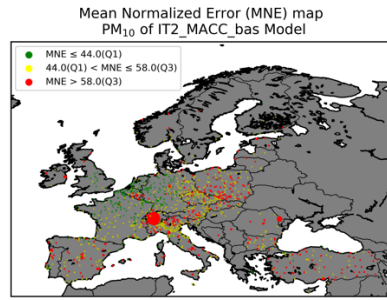 Mean Normalized Error (MNE) map
PM₁₀ of IT2_MACC_bas Model
MNE ≤ 44.0(Q1)
44.0(Q1) < MNE ≤ 58.0(Q3)
MNE > 58.0(Q3)